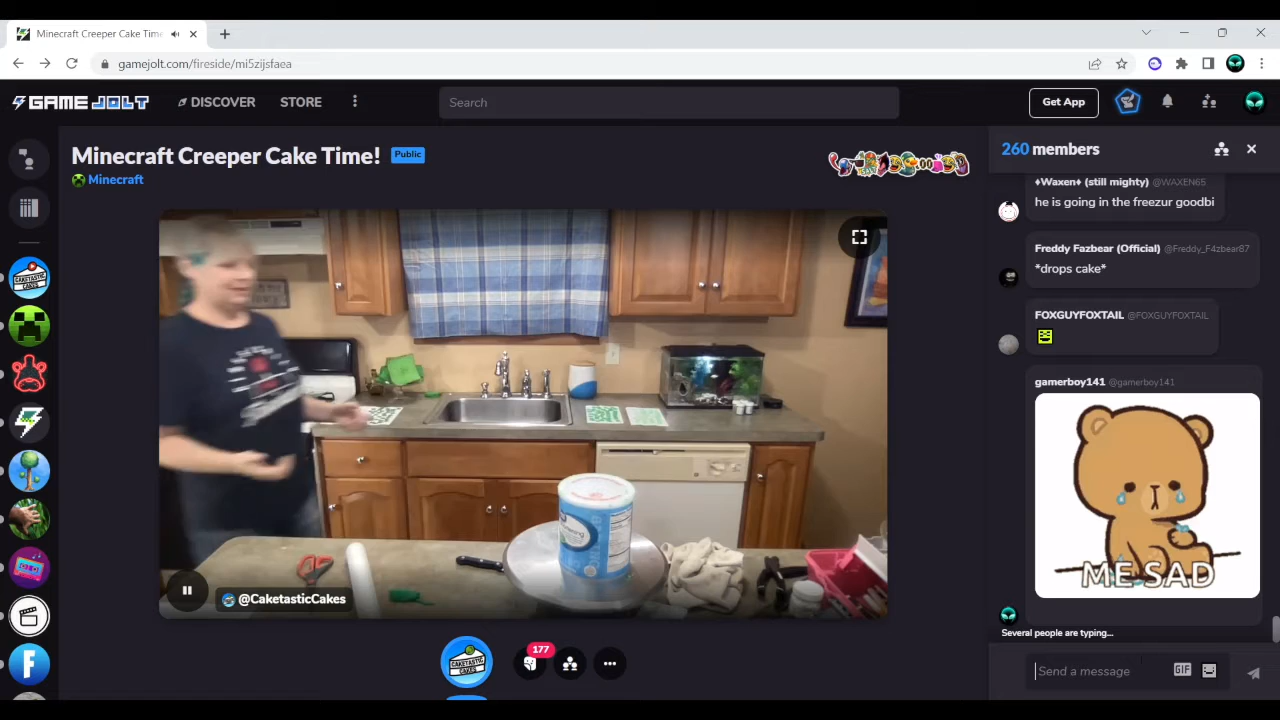 Minecraft Creeper Cake Time
gamejolt.com/fireside/mi5zijsfaea
GAME JOLT
DISCOVER
STORE
Search
Get App
Minecraft Creeper Cake Time!
Public
Minecraft
@CaketasticCakes
CAKETASTIC CAKES
177
260 members
♦Waxen♦ (still mighty) @WAXEN65
he is going in the freezur goodbi
Freddy Fazbear (Official) @Freddy_F4zbear87
*drops cake*
FOXGUYFOXTAIL @FOXGUYFOXTAIL
gamerboy141 @gamerboy141
ME SAD
Several people are typing...
Send a message
GIF